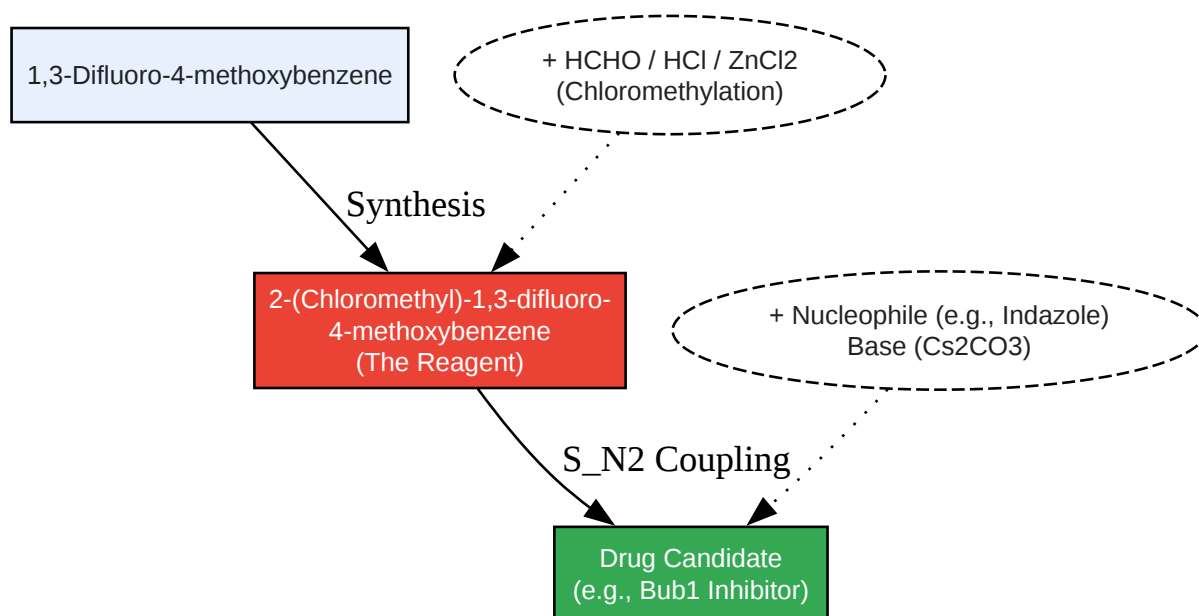 1,3-Difluoro-4-methoxybenzene
+ HCHO / HCl / ZnCl2
(Chloromethylation)
Synthesis
2-(Chloromethyl)-1,3-difluoro-
4-methoxybenzene
(The Reagent)
+ Nucleophile (e.g., Indazole)
Base (Cs2CO3)
S_N2 Coupling
Drug Candidate
(e.g., Bub1 Inhibitor)